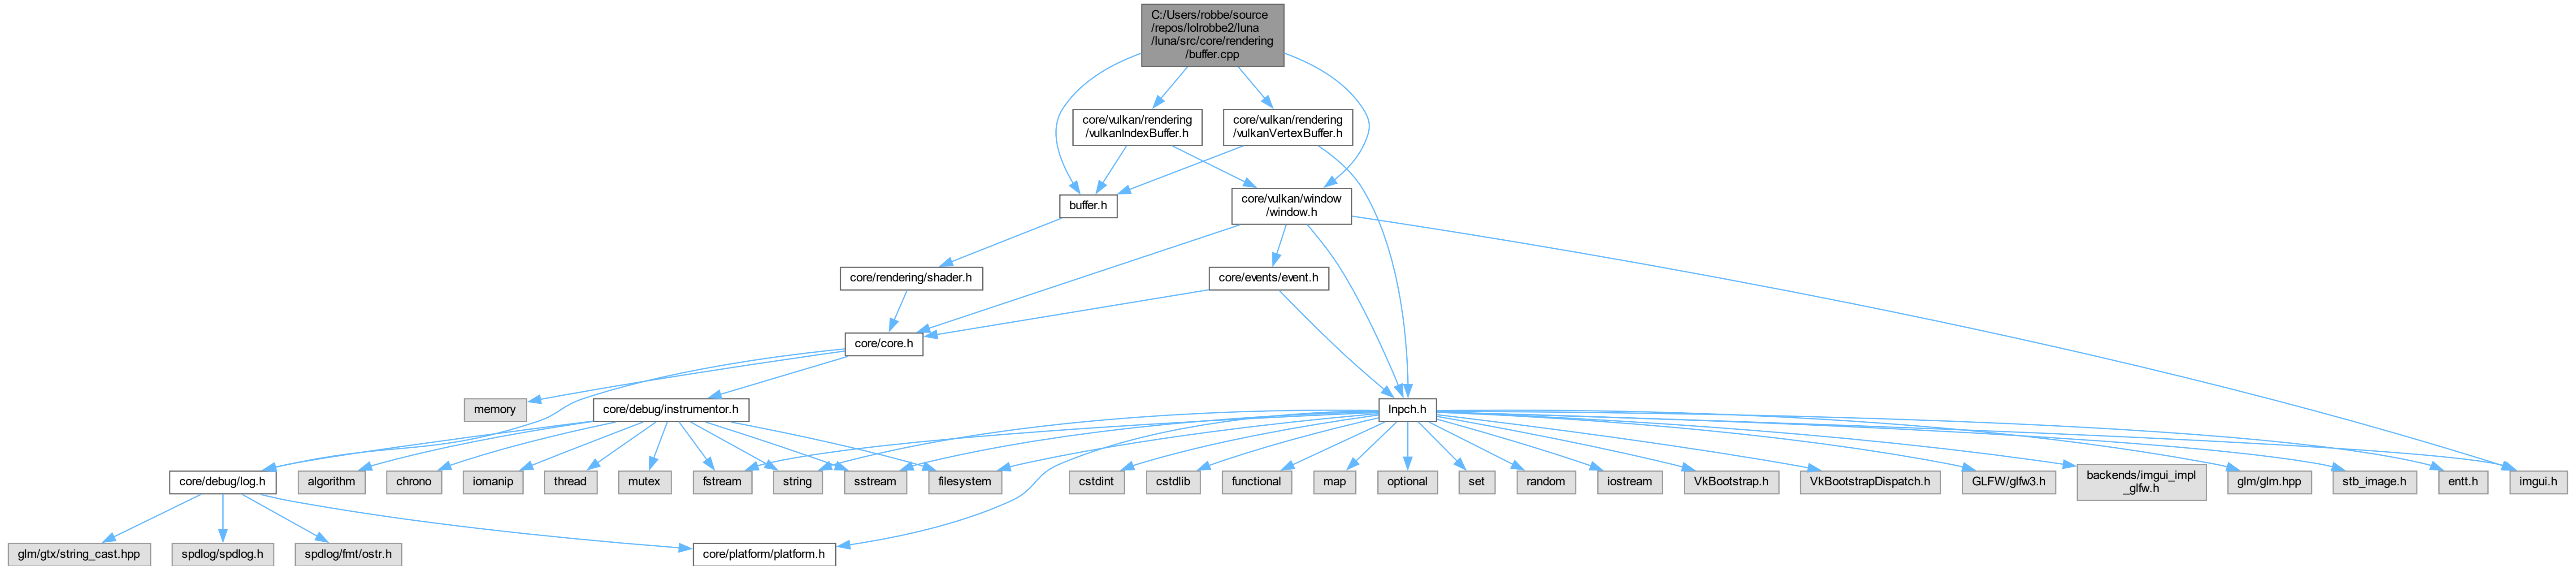 C:/Users/robbe/source
/repos/lolrobbe2/luna
/luna/src/core/rendering
/buffer.cpp
core/vulkan/rendering
/vulkanIndexBuffer.h
core/vulkan/rendering
/vulkanVertexBuffer.h
buffer.h
core/vulkan/window
/window.h
core/rendering/shader.h
core/events/event.h
core/core.h
memory
core/debug/instrumentor.h
lnpch.h
core/debug/log.h
algorithm
chrono
iomanip
thread
mutex
fstream
string
sstream
filesystem
cstdint
cstdlib
functional
map
optional
set
random
iostream
VkBootstrap.h
VkBootstrapDispatch.h
GLFW/glfw3.h
backends/imgui_impl
_glfw.h
glm/glm.hpp
stb_image.h
entt.h
imgui.h
glm/gtx/string_cast.hpp
spdlog/spdlog.h
spdlog/fmt/ostr.h
core/platform/platform.h